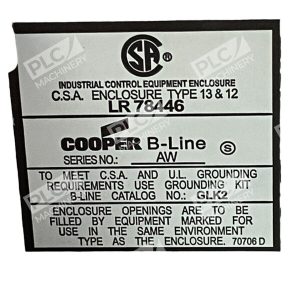 SA
INDUSTRIAL CONTROL EQUIPMENT ENCLOSURE
C.S.A. ENCLOSURE TYPE 13 & 12
LR 78446
COOPER B-Line S
SERIES NO.: AW
TO MEET C.S.A. AND U.L. GROUNDING
REQUIREMENTS USE GROUNDING KIT
B-LINE CATALOG NO.: GLK2
ENCLOSURE OPENINGS ARE TO BE
FILLED BY EQUIPMENT MARKED FOR
USE IN THE SAME ENVIRONMENT
TYPE AS THE ENCLOSURE. 70706 D
PLC MACHINERY